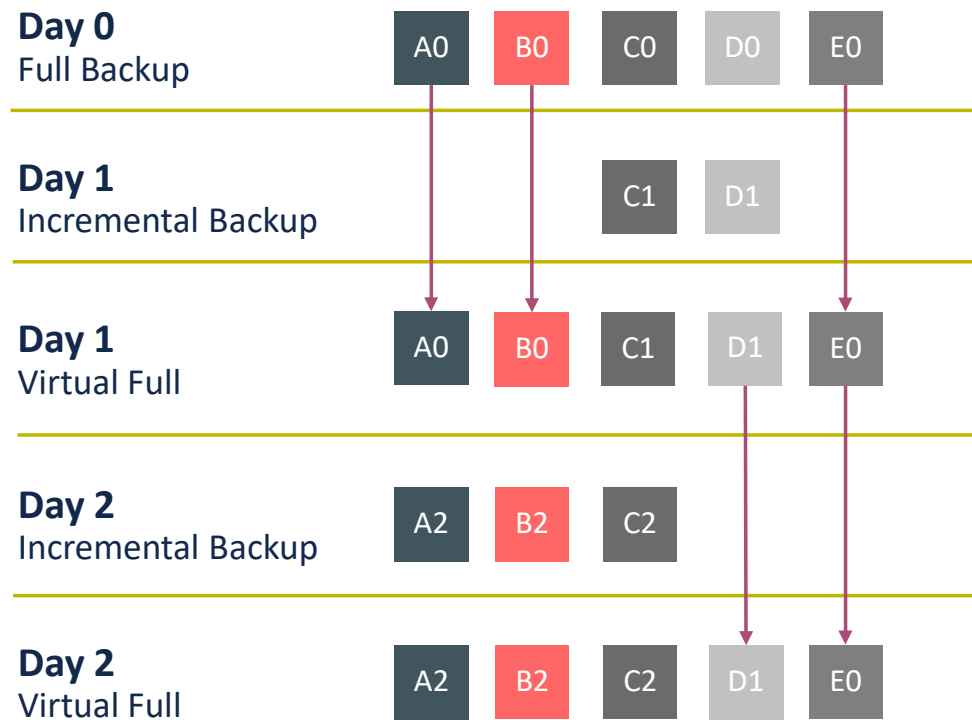 Day 0
Full Backup
A0 B0 C0 D0 E0
Day 1
Incremental Backup
C1 D1
Day 1
Virtual Full
A0 B0 C1 D1 E0
Day 2
Incremental Backup
A2 B2 C2
Day 2
Virtual Full
A2 B2 C2 D1 E0